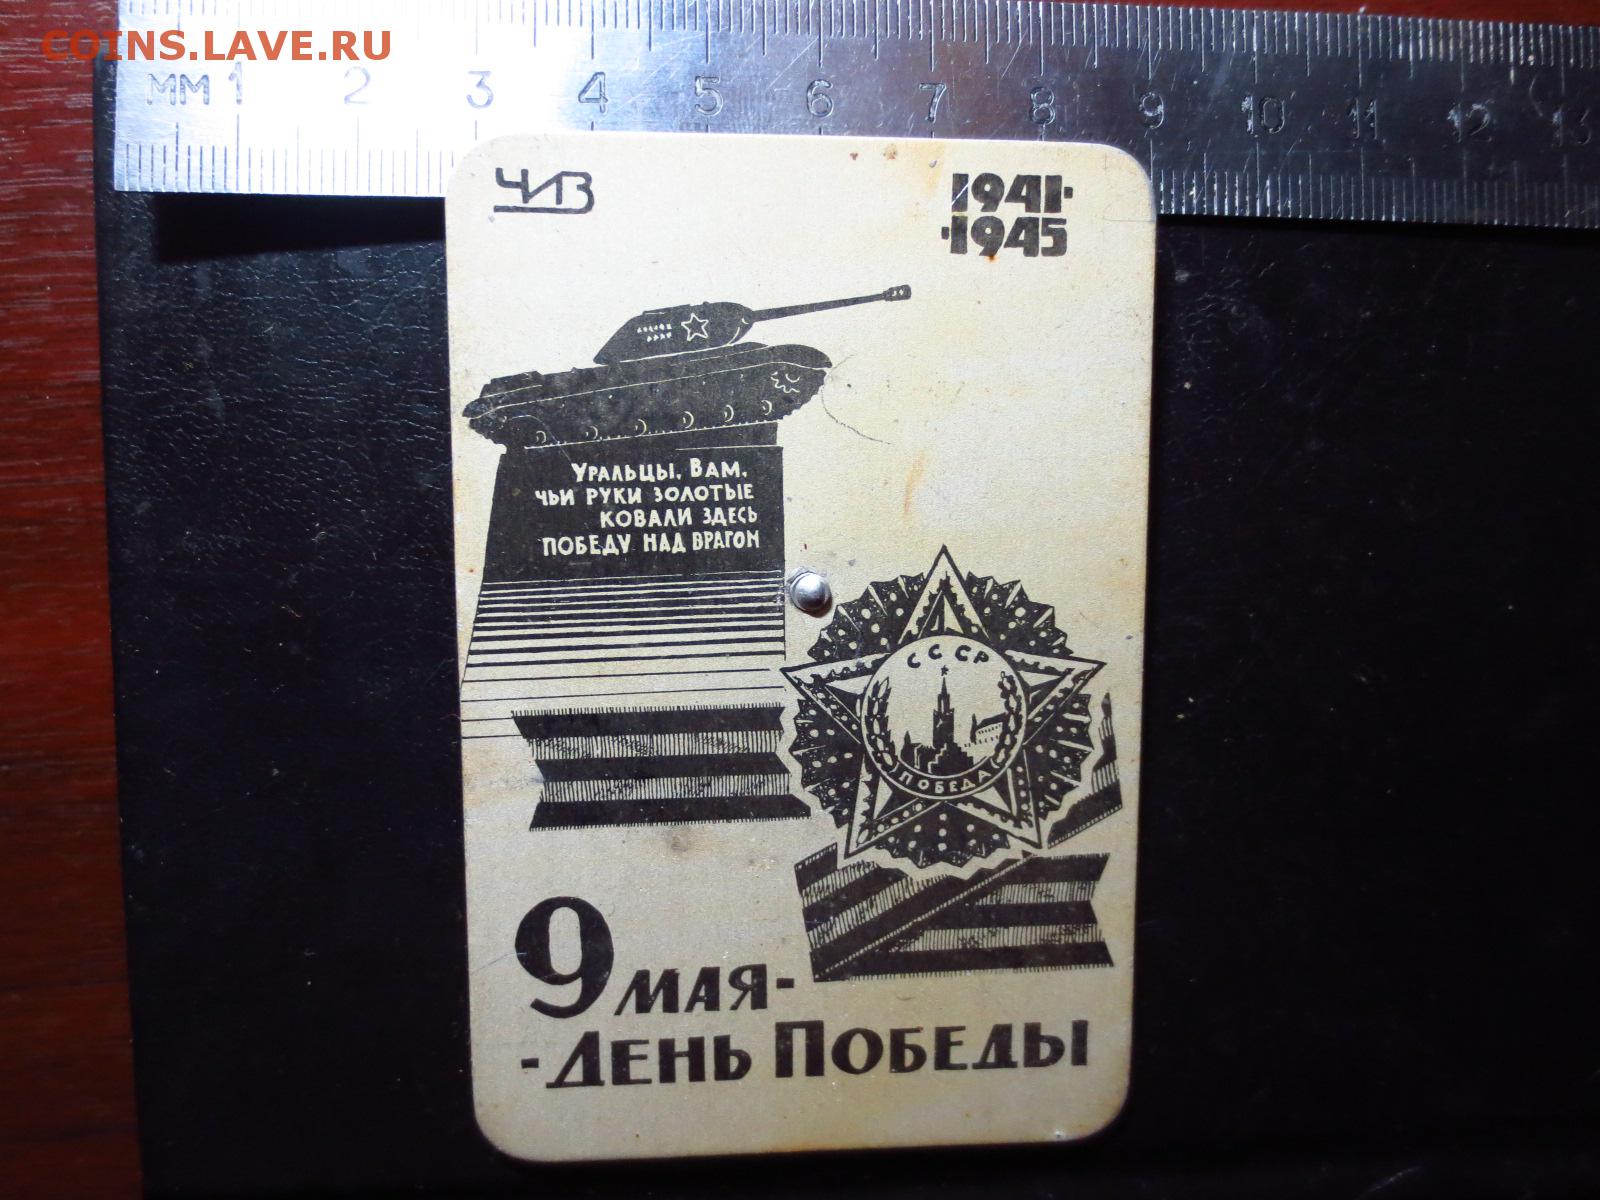 COINS.LAVE.RU
мм 1 2 3 4 5 6 7 8 9 10 11 12 13
ЧИЗ
1941-
-1945
Уральцы, Вам,
чьи руки золотые
ковали здесь
победу над врагом
СССР
ПОБЕДА
9 мая-
-День Победы